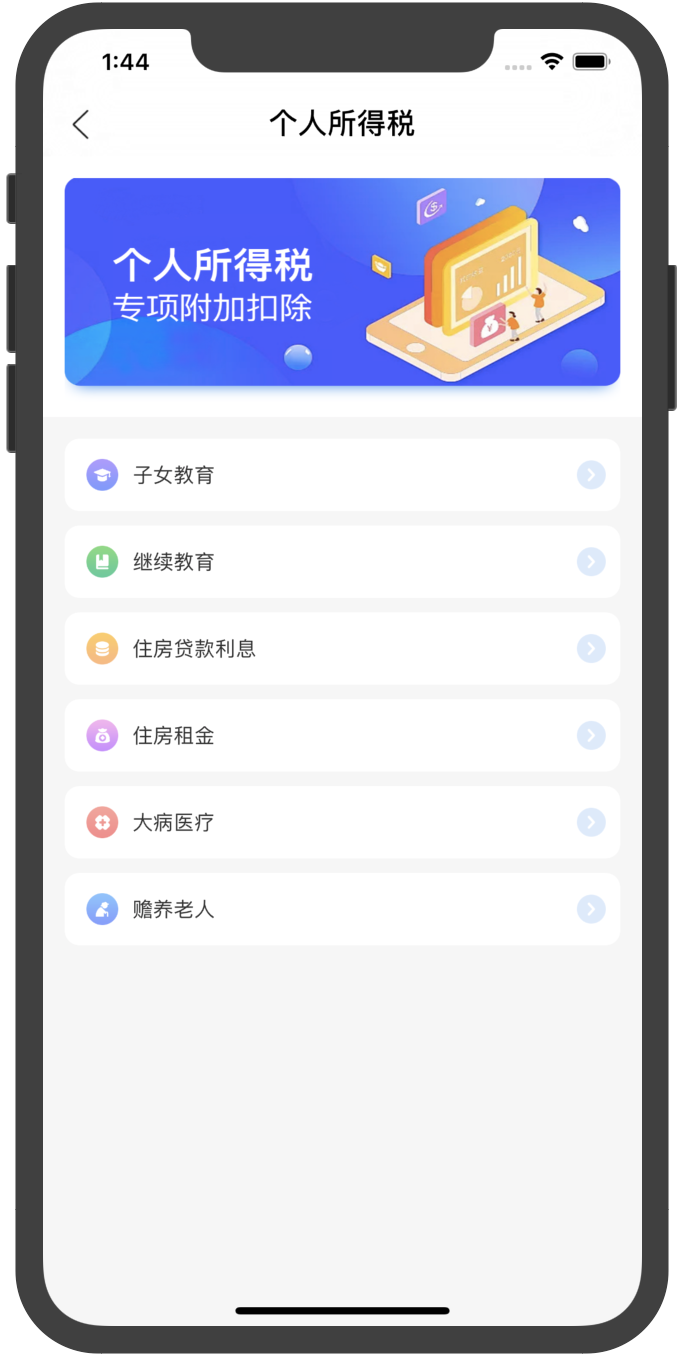 1:44
个人所得税
个人所得税
专项附加扣除
子女教育
继续教育
住房贷款利息
住房租金
大病医疗
赡养老人